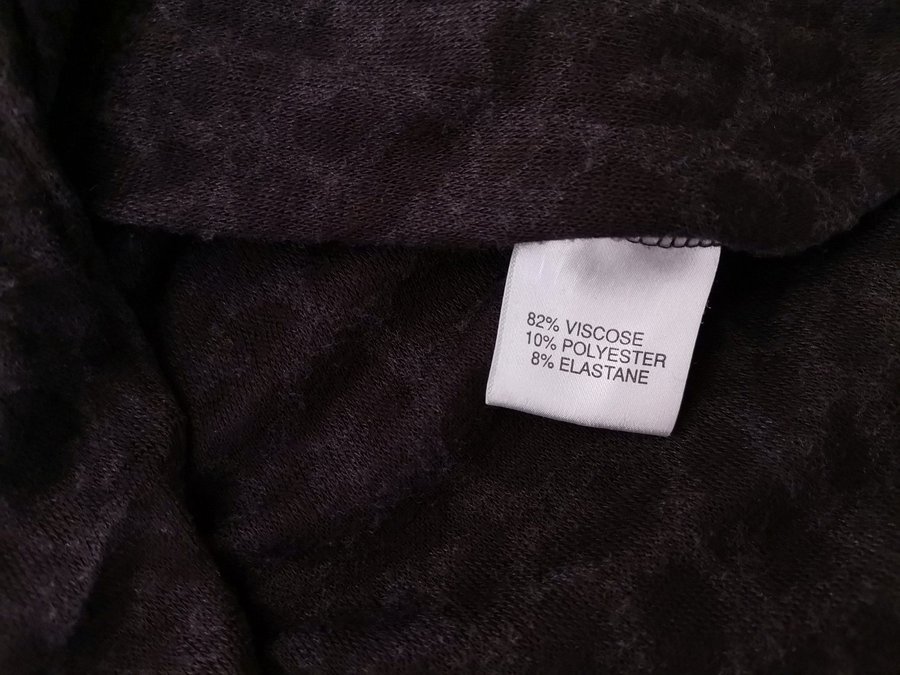 82% VISCOSE
10% POLYESTER
8% ELASTANE